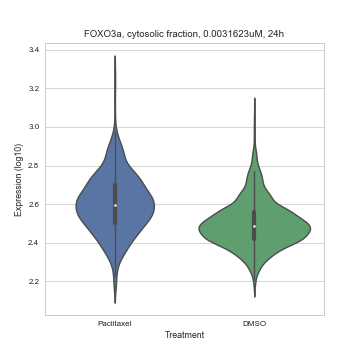 FOXO3a, cytosolic fraction, 0.0031623uM, 24h
3.4
3.2
3.0
2.8
2.6
2.4
2.2
Expression (log10)
Paclitaxel
DMSO
Treatment